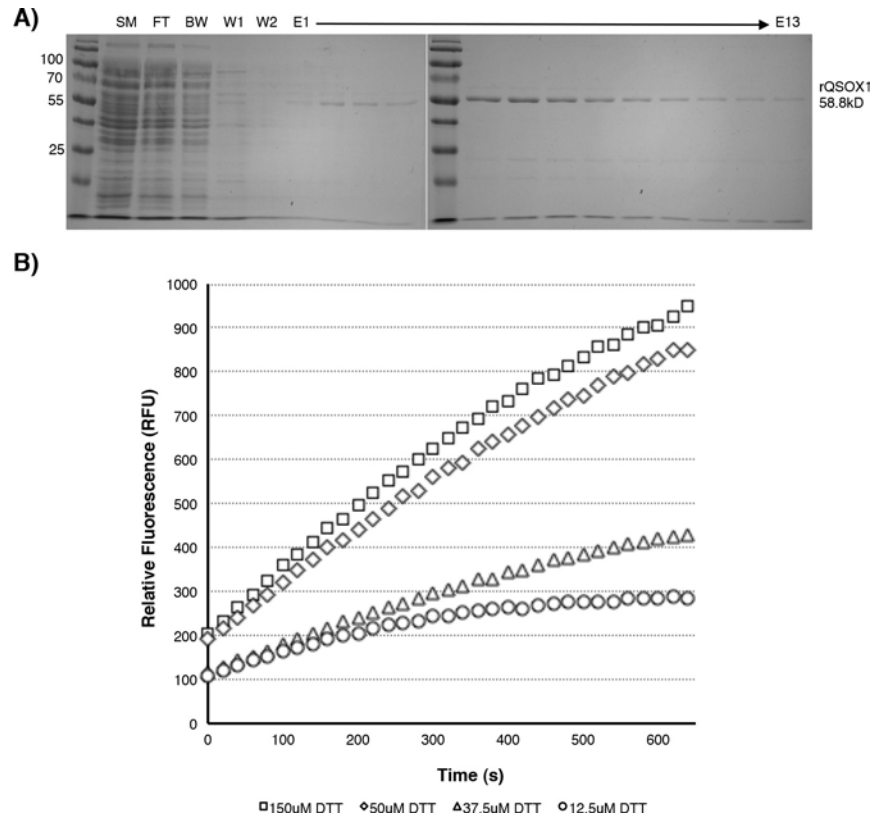 A)
SM FT BW W1 W2 E1 E13
100
70
55
25
rQSOX1
58.8kD
B)
Relative Fluorescence (RFU)
1000
900
800
700
600
500
400
300
200
100
0
0 100 200 300 400 500 600
Time (s)
150uM DTT 50uM DTT 37.5uM DTT 12.5uM DTT